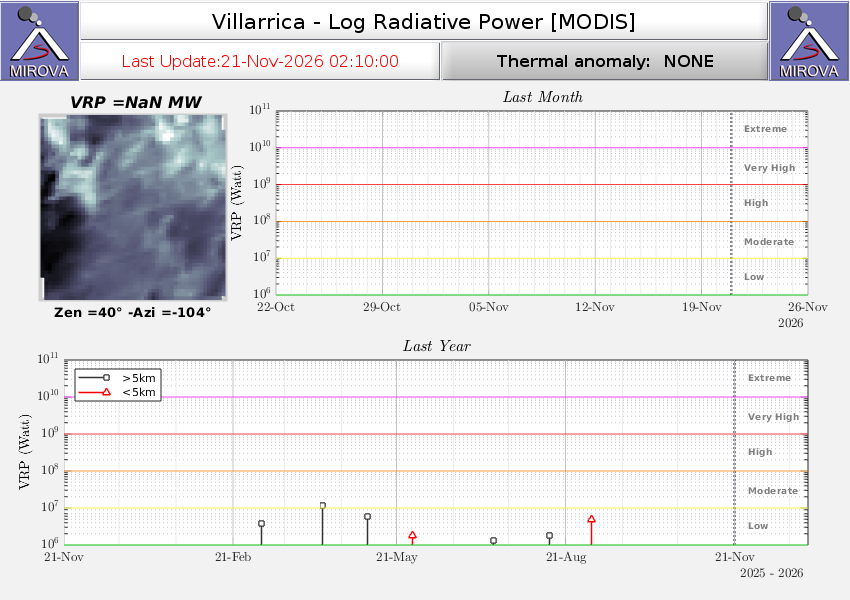 Villarrica - Log Radiative Power [MODIS]
MIROVA
Last Update:21-Nov-2026 02:10:00
Thermal anomaly: NONE
MIROVA
VRP =NaN MW
Zen =40° -Azi =-104°
Last Month
VRP (Watt)
10^11
10^10
10^9
10^8
10^7
10^6
Extreme
Very High
High
Moderate
Low
22-Oct 29-Oct 05-Nov 12-Nov 19-Nov 26-Nov
2026
Last Year
VRP (Watt)
10^11
10^10
10^9
10^8
10^7
10^6
>5km
<5km
Extreme
Very High
High
Moderate
Low
21-Nov 21-Feb 21-May 21-Aug 21-Nov
2025 - 2026